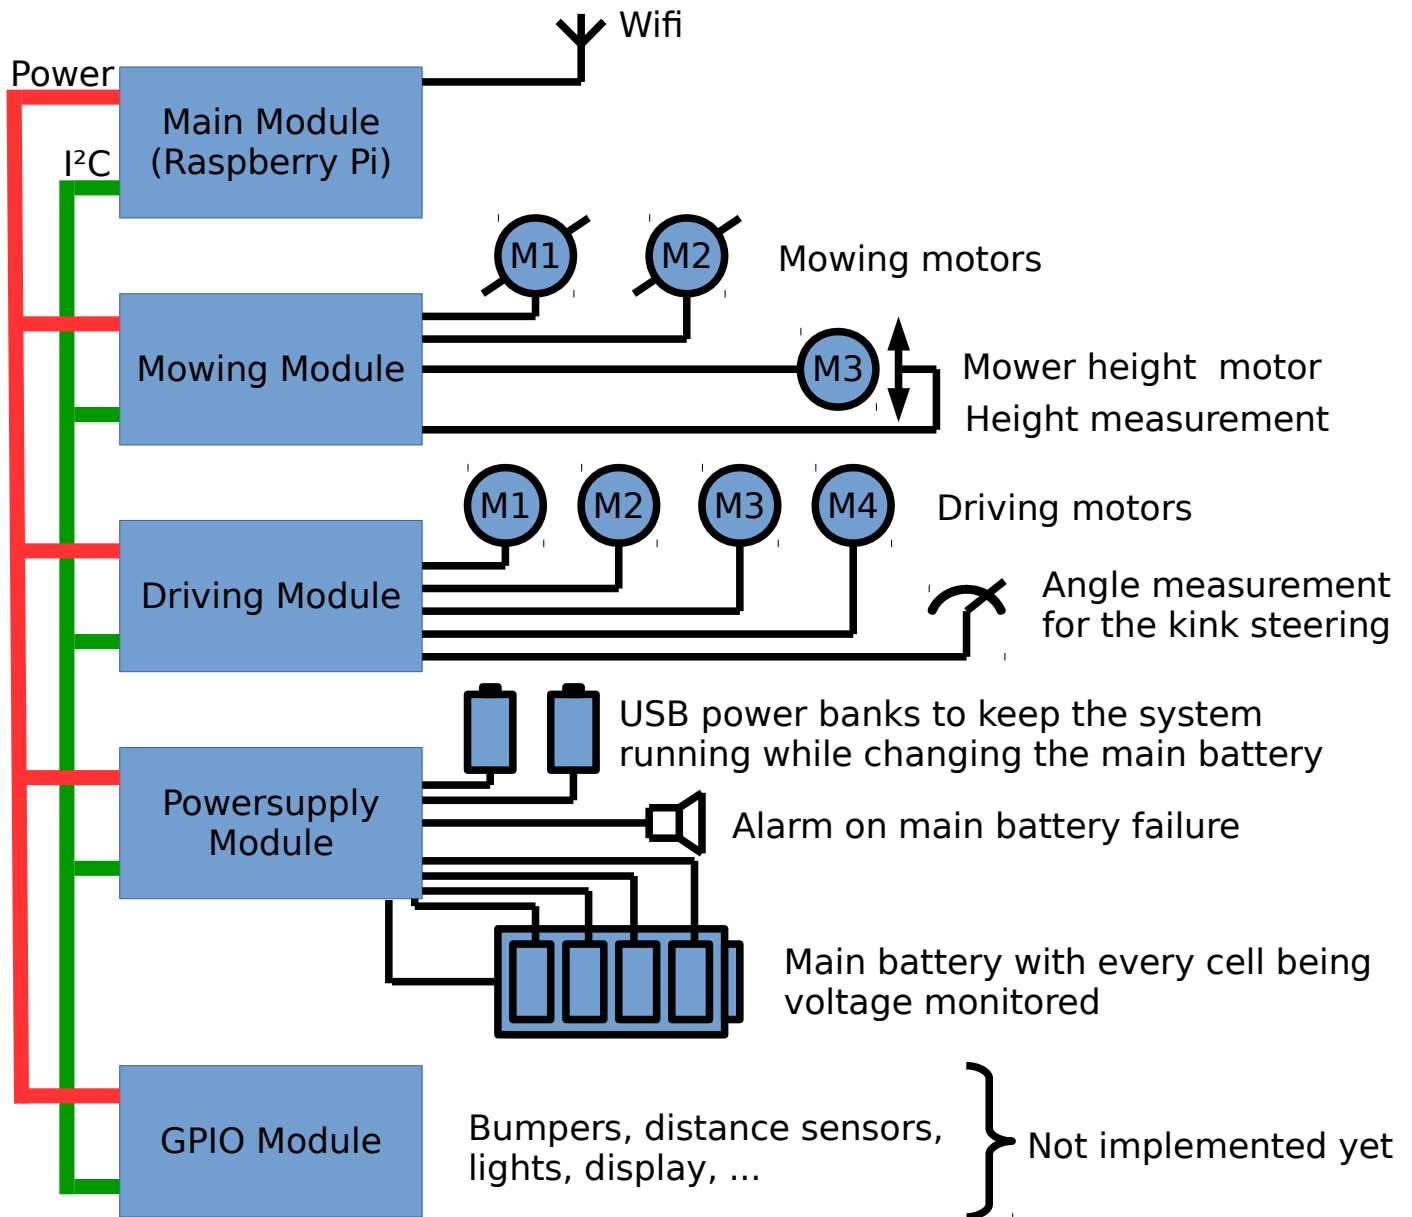 Wifi
Power
Main Module
(Raspberry Pi)
I²C
M1 M2
Mowing motors
Mowing Module
M3
Mower height motor
Height measurement
M1 M2 M3 M4
Driving motors
Driving Module
Angle measurement
for the kink steering
USB power banks to keep the system
running while changing the main battery
Powersupply
Module
Alarm on main battery failure
Main battery with every cell being
voltage monitored
GPIO Module
Bumpers, distance sensors,
lights, display, ...
Not implemented yet